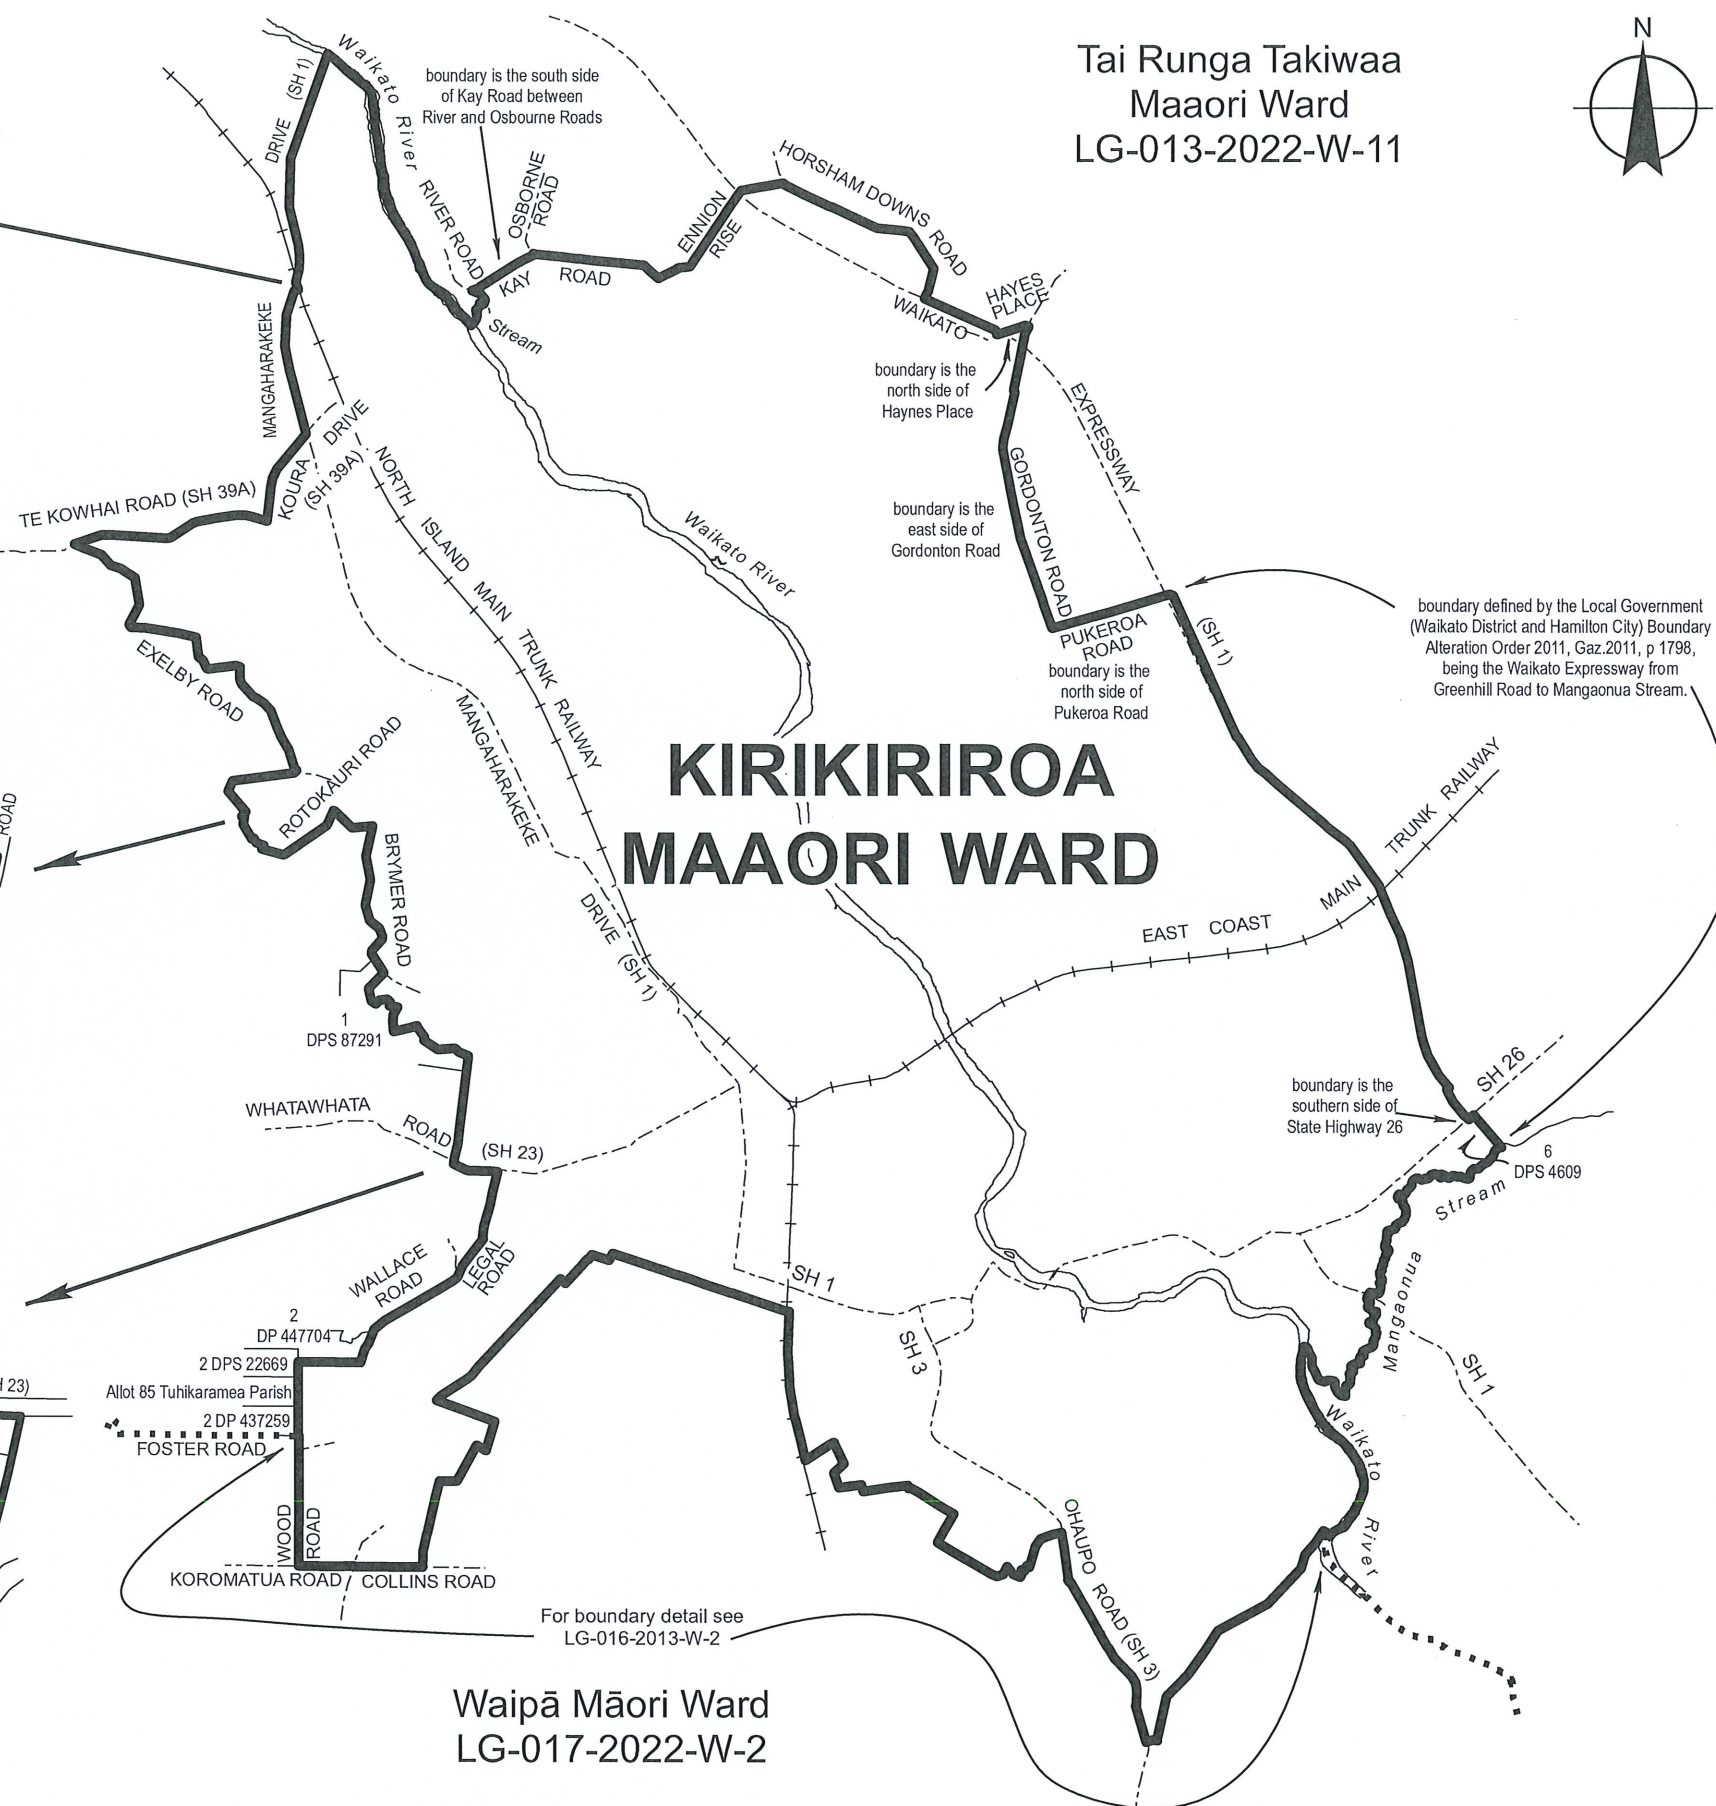 N
Tai Runga Takiwaa
Maaori Ward
LG-013-2022-W-11
Waikato River
(SH 1)
DRIVE
MANGAHARAKEKE
boundary is the south side
of Kay Road between
River and Osbourne Roads
RIVER ROAD
OSBORNE
ROAD
KAY
ROAD
Stream
ENNION
RISE
HORSHAM DOWNS ROAD
WAIKATO
HAYES
PLACE
boundary is the
north side of
Haynes Place
EXPRESSWAY
GORDONTON ROAD
boundary is the
east side of
Gordonton Road
PUKEROA
ROAD
boundary is the
north side of
Pukeroa Road
(SH 1)
boundary defined by the Local Government
(Waikato District and Hamilton City) Boundary
Alteration Order 2011, Gaz.2011, p 1798,
being the Waikato Expressway from
Greenhill Road to Mangaonua Stream.
KOURA DRIVE
(SH 39A)
TE KOWHAI ROAD (SH 39A)
NORTH ISLAND MAIN TRUNK RAILWAY
Waikato River
EXELBY ROAD
ROTOKAURI ROAD
MANGAHARAKEKE
DRIVE (SH 1)
ROAD
KIRIKIRIROA
MAAORI WARD
BRYMER ROAD
EAST COAST MAIN TRUNK RAILWAY
1
DPS 87291
WHATAWHATA
ROAD
(SH 23)
SH 26
boundary is the
southern side of
State Highway 26
6
DPS 4609
Stream
Mangaonua
WALLACE
ROAD
LEGAL
ROAD
SH 1
SH 3
SH 1
2
DP 447704
2 DPS 22669
Allot 85 Tuhikaramea Parish
2 DP 437259
FOSTER ROAD
H 23)
WOOD
ROAD
KOROMATUA ROAD
COLLINS ROAD
Waikato River
OHAUPO ROAD (SH 3)
For boundary detail see
LG-016-2013-W-2
Waipā Māori Ward
LG-017-2022-W-2